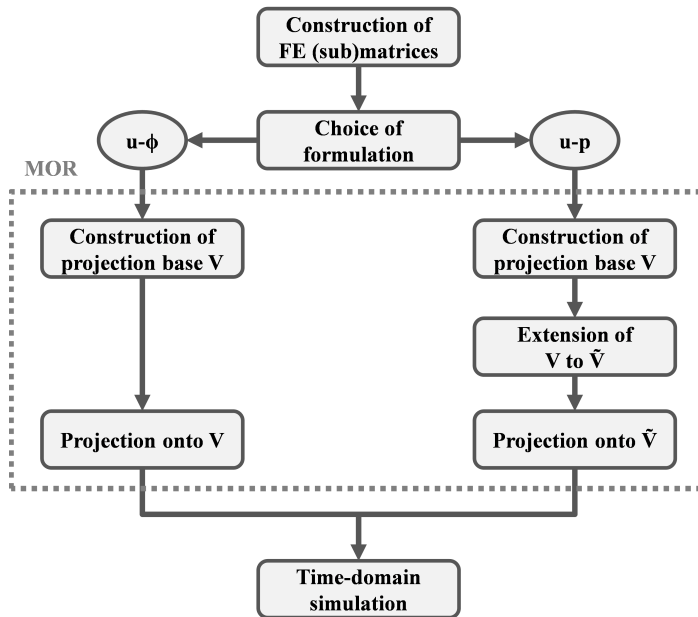 Construction of
FE (sub)matrices
Choice of
formulation
u-ϕ
u-p
MOR
Construction of
projection base V
Construction of
projection base V
Extension of
V to Ṽ
Projection onto V
Projection onto Ṽ
Time-domain
simulation